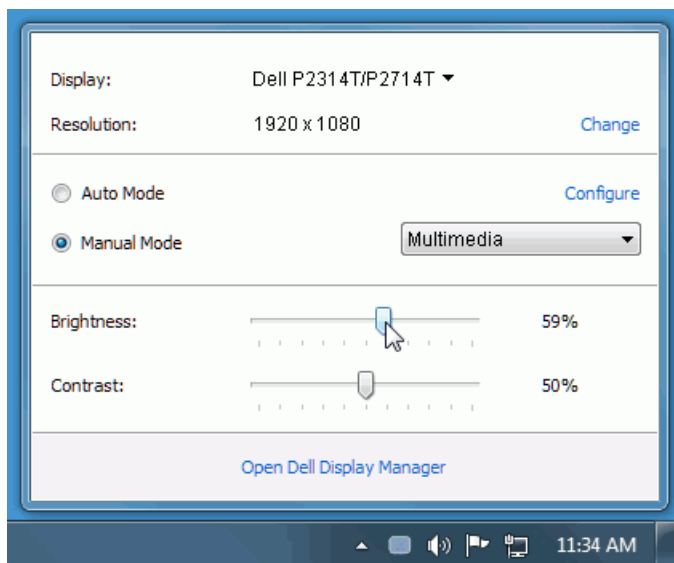 Display: Dell P2314T/P2714T
Resolution: 1920 x 1080 Change
Auto Mode Configure
Manual Mode Multimedia
Brightness: 59%
Contrast: 50%
Open Dell Display Manager
11:34 AM